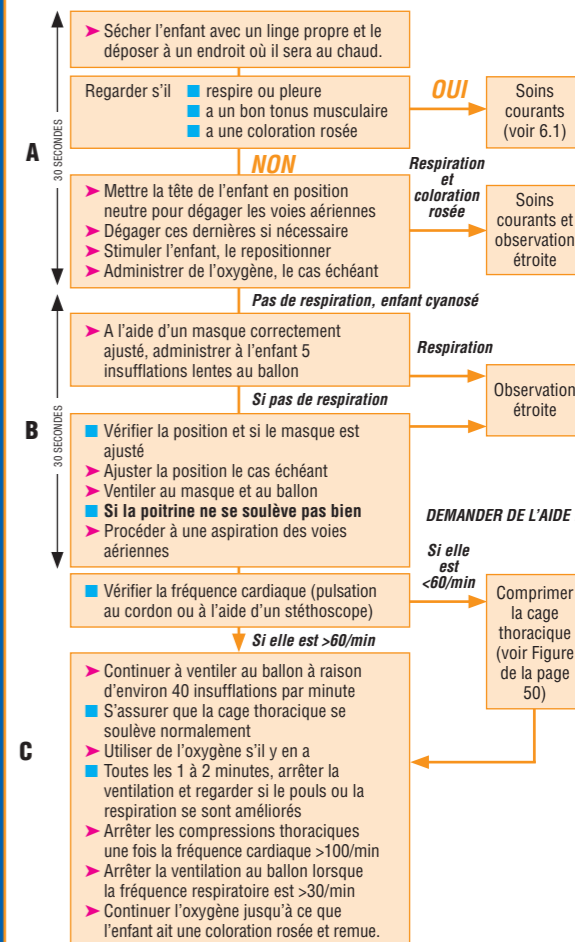 ➤ Sécher l'enfant avec un linge propre et le
déposer à un endroit où il sera au chaud.
Regarder s'il ■ respire ou pleure
■ a un bon tonus musculaire
■ a une coloration rosée
OUI
Soins
courants
(voir 6.1)
A
30 SECONDES
NON
➤ Mettre la tête de l'enfant en position
neutre pour dégager les voies aériennes
➤ Dégager ces dernières si nécessaire
➤ Stimuler l'enfant, le repositionner
➤ Administrer de l'oxygène, le cas échéant
Respiration
et
coloration
rosée
Soins
courants et
observation
étroite
Pas de respiration, enfant cyanosé
B
30 SECONDES
➤ A l'aide d'un masque correctement
ajusté, administrer à l'enfant 5
insufflations lentes au ballon
Respiration
Observation
étroite
Si pas de respiration
■ Vérifier la position et si le masque est
ajusté
➤ Ajuster la position le cas échéant
➤ Ventiler au masque et au ballon
■ Si la poitrine ne se soulève pas bien
➤ Procéder à une aspiration des voies
aériennes
DEMANDER DE L'AIDE
■ Vérifier la fréquence cardiaque (pulsation
au cordon ou à l'aide d'un stéthoscope)
Si elle
est
<60/min
Comprimer
la cage
thoracique
(voir Figure
de la page
50)
Si elle est >60/min
C
➤ Continuer à ventiler au ballon à raison
d'environ 40 insufflations par minute
■ S'assurer que la cage thoracique se
soulève normalement
➤ Utiliser de l'oxygène s'il y en a
■ Toutes les 1 à 2 minutes, arrêter la
ventilation et regarder si le pouls ou la
respiration se sont améliorés
➤ Arrêter les compressions thoraciques
une fois la fréquence cardiaque >100/min
➤ Arrêter la ventilation au ballon lorsque
la fréquence respiratoire est >30/min
➤ Continuer l'oxygène jusqu'à ce que
l'enfant ait une coloration rosée et remue.